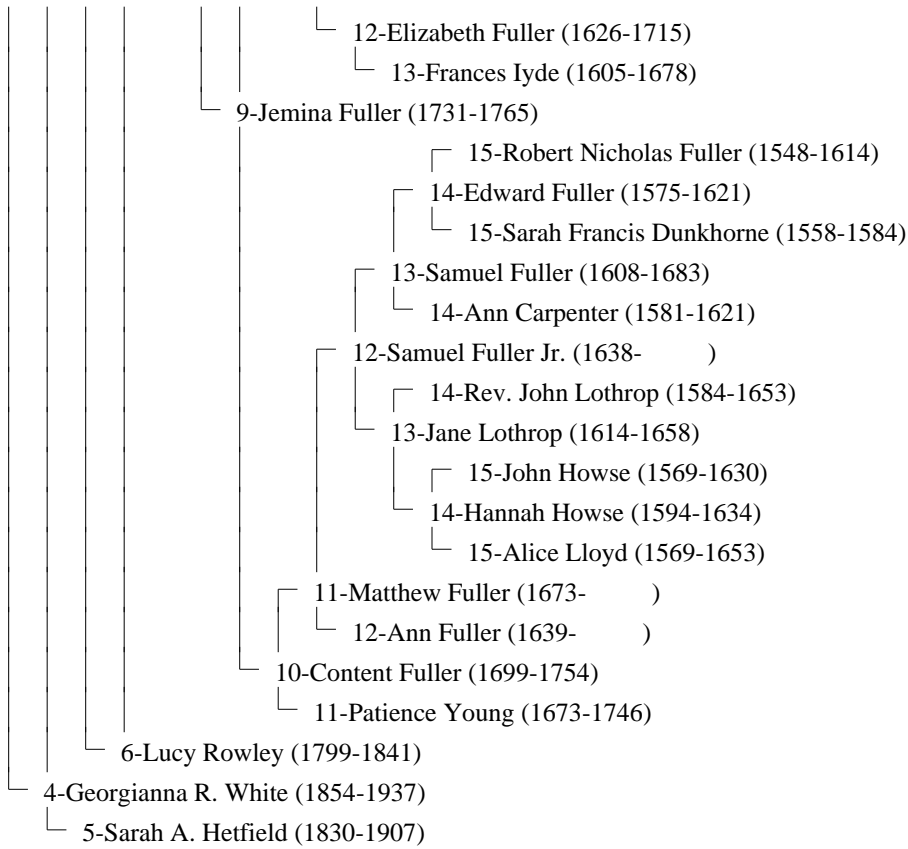 12-Elizabeth Fuller (1626-1715)
13-Frances Iyde (1605-1678)
9-Jemina Fuller (1731-1765)
15-Robert Nicholas Fuller (1548-1614)
14-Edward Fuller (1575-1621)
15-Sarah Francis Dunkhorne (1558-1584)
13-Samuel Fuller (1608-1683)
14-Ann Carpenter (1581-1621)
12-Samuel Fuller Jr. (1638- )
14-Rev. John Lothrop (1584-1653)
13-Jane Lothrop (1614-1658)
15-John Howse (1569-1630)
14-Hannah Howse (1594-1634)
15-Alice Lloyd (1569-1653)
11-Matthew Fuller (1673- )
12-Ann Fuller (1639- )
10-Content Fuller (1699-1754)
11-Patience Young (1673-1746)
6-Lucy Rowley (1799-1841)
4-Georgianna R. White (1854-1937)
5-Sarah A. Hetfield (1830-1907)